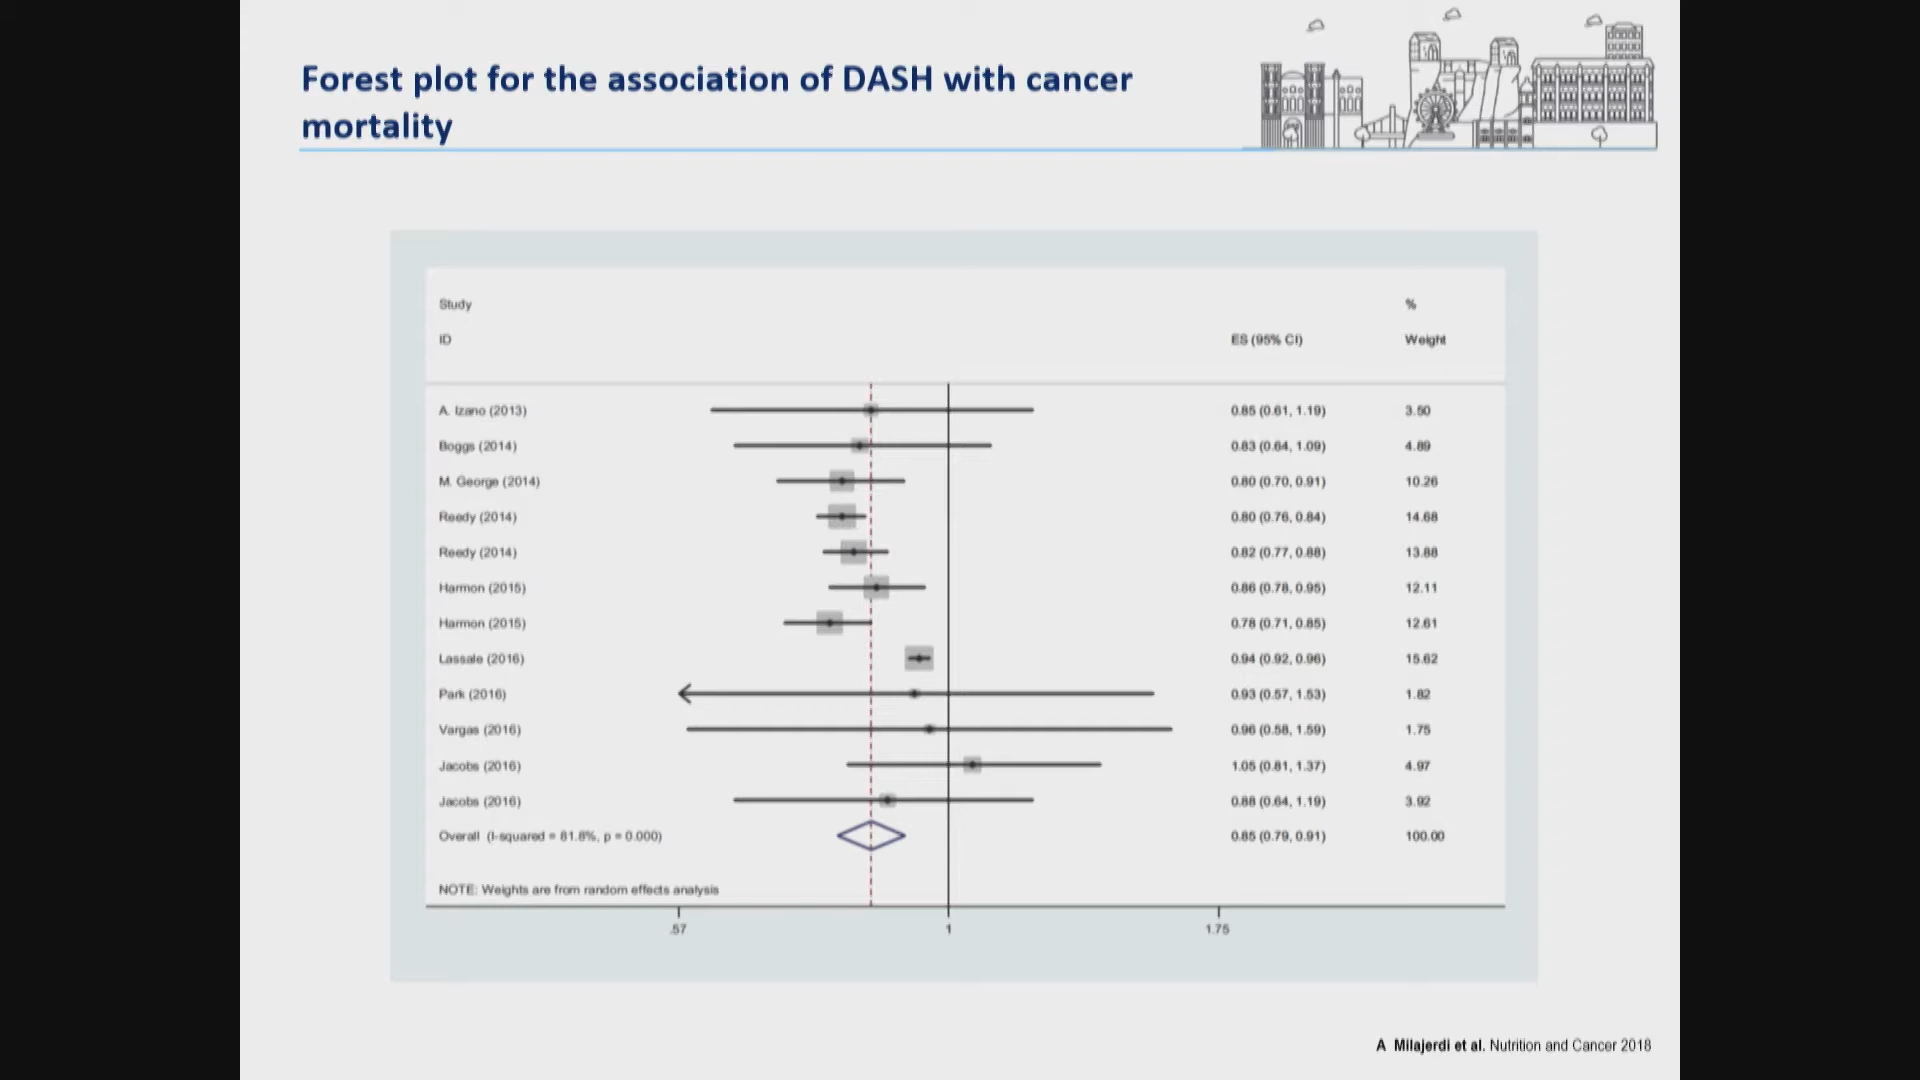 Forest plot for the association of DASH with cancer
mortality
Study %
ID ES (95% CI) Weight
A. Izano (2013) 0.85 (0.61, 1.19) 3.50
Boggs (2014) 0.83 (0.64, 1.09) 4.89
M. George (2014) 0.80 (0.70, 0.91) 10.26
Reedy (2014) 0.80 (0.76, 0.84) 14.68
Reedy (2014) 0.82 (0.77, 0.88) 13.88
Harmon (2015) 0.86 (0.78, 0.95) 12.11
Harmon (2015) 0.78 (0.71, 0.85) 12.61
Lassale (2016) 0.94 (0.92, 0.96) 15.62
Park (2016) 0.93 (0.57, 1.53) 1.82
Vargas (2016) 0.96 (0.58, 1.59) 1.75
Jacobs (2016) 1.05 (0.81, 1.37) 4.97
Jacobs (2016) 0.88 (0.64, 1.19) 3.92
Overall (I-squared = 81.8%, p = 0.000) 0.85 (0.79, 0.91) 100.00
NOTE: Weights are from random effects analysis
.57 1 1.75
A Milajerdi et al. Nutrition and Cancer 2018